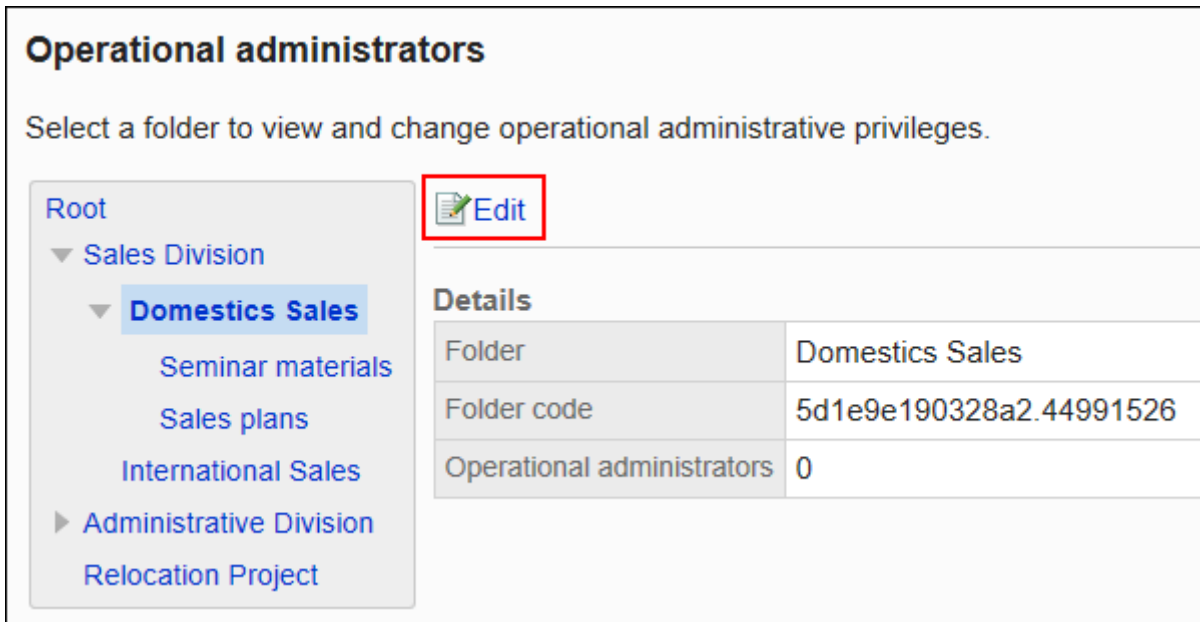 Operational administrators
Select a folder to view and change operational administrative privileges.
Root
Sales Division
Domestics Sales
Seminar materials
Sales plans
International Sales
Administrative Division
Relocation Project
Edit
Details
Folder Domestics Sales
Folder code 5d1e9e190328a2.44991526
Operational administrators 0